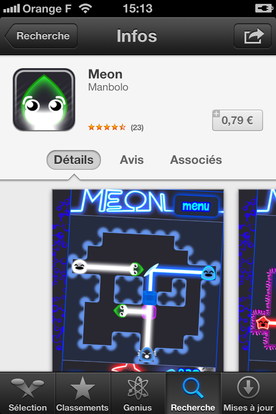 Orange F 15:13
Recherche Infos
Meon
Manbolo
(23)
0,79 €
Détails Avis Associés
MEON menu
Sélection Classements Genius Recherche Mises à jour